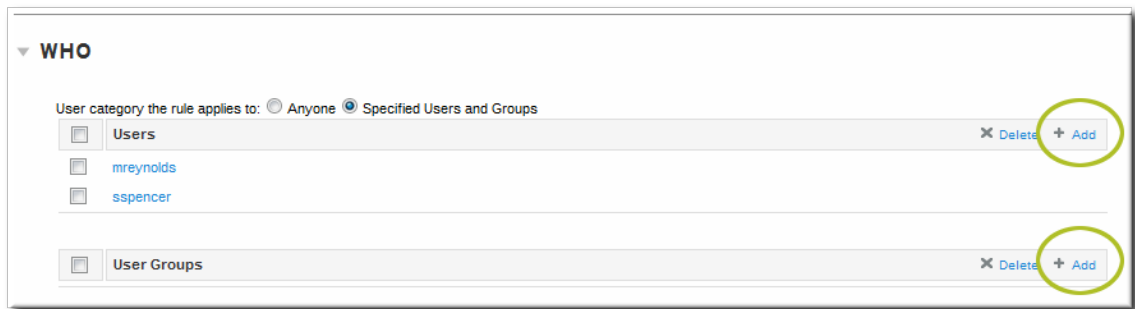 WHO
User category the rule applies to: Anyone Specified Users and Groups
Users Delete Add
mreynolds
sspencer
User Groups Delete Add